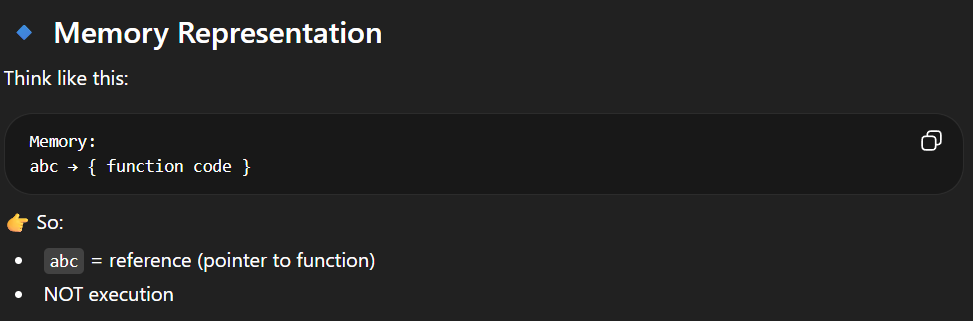 🔹 Memory Representation
Think like this:
Memory:
abc → { function code }
👉 So:
• abc = reference (pointer to function)
• NOT execution